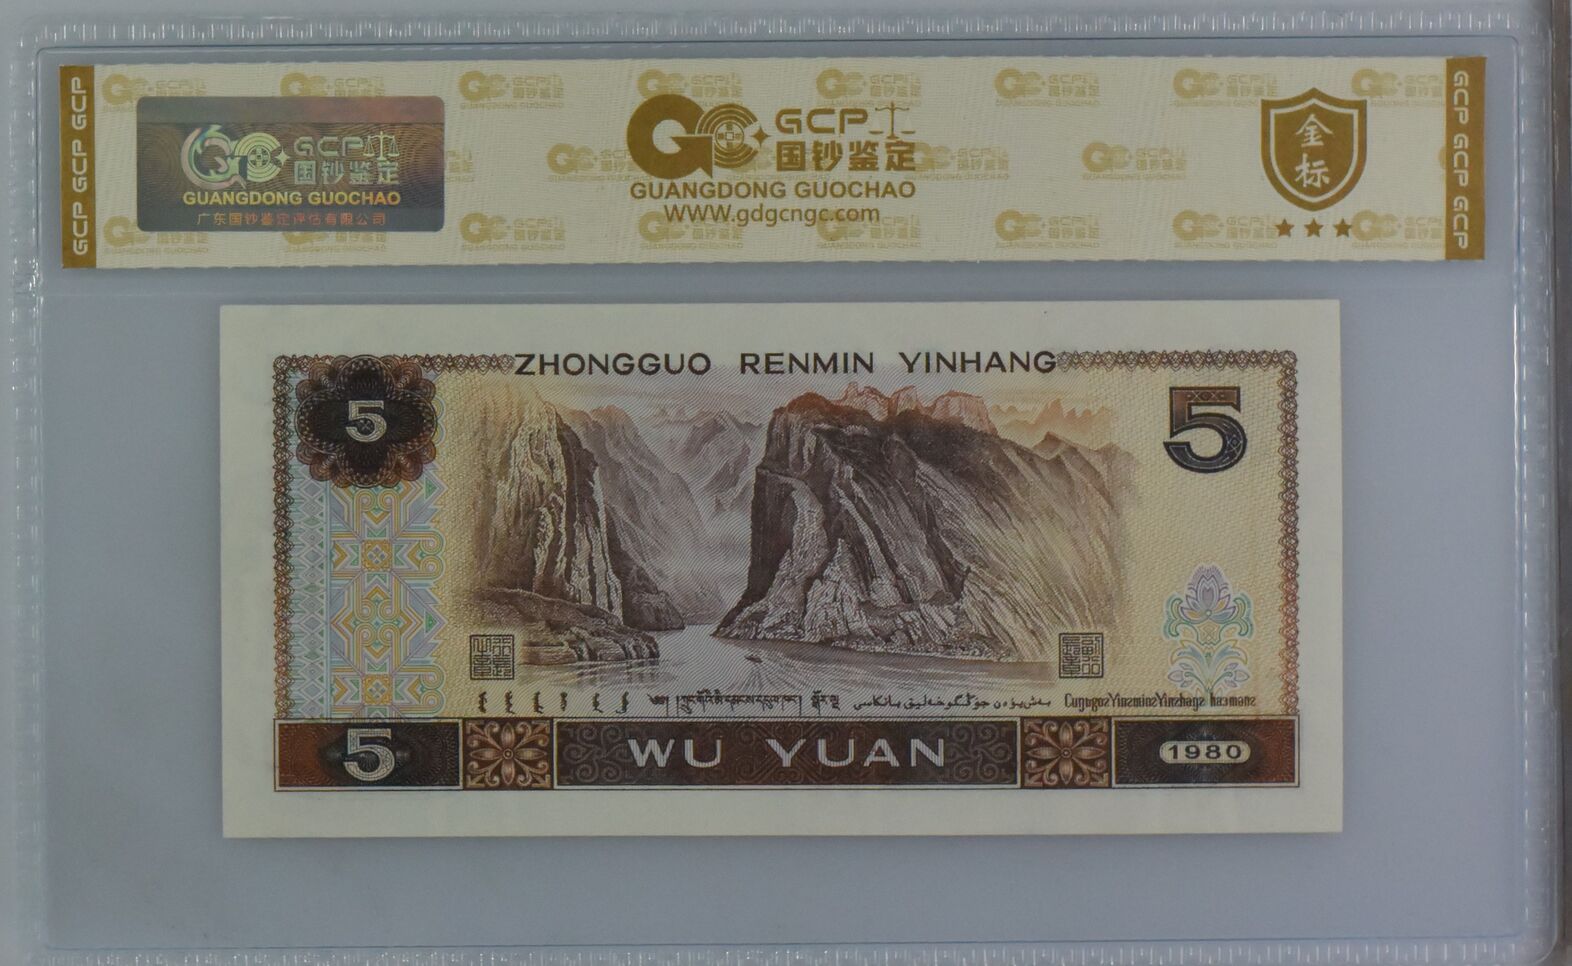 GCP GCP GCP
GCP
国钞鉴定
GUANGDONG GUOCHAO
广东国钞鉴定评估有限公司
GCP
国钞鉴定
GUANGDONG GUOCHAO
WWW.gdgcngc.com
金标
GCP GCP GCP
ZHONGGUO RENMIN YINHANG
5
5
5
WU YUAN
1980